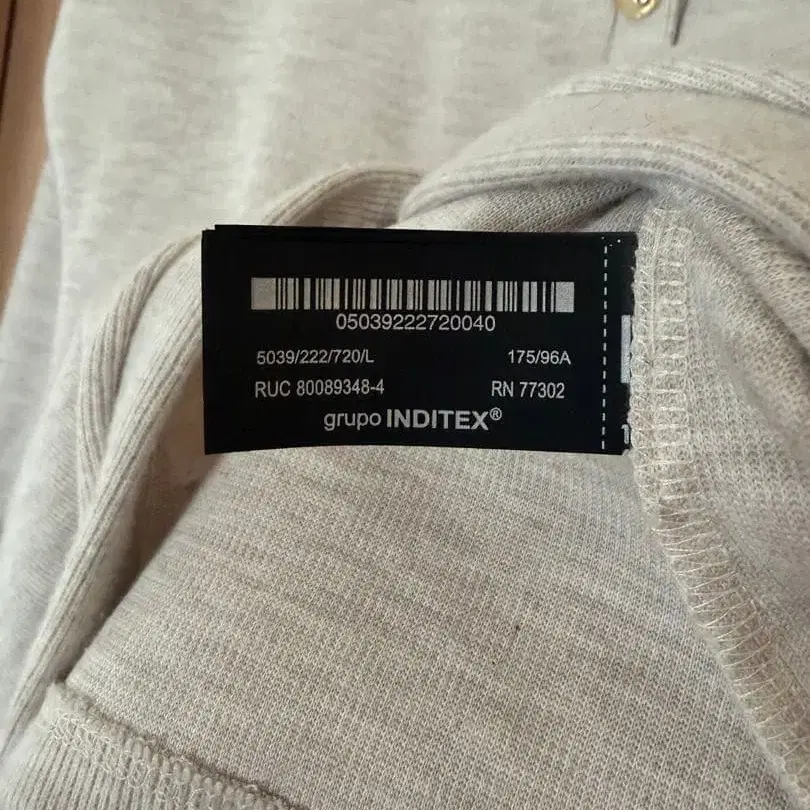 05039222720040
5039/222/720/L 175/96A
RUC 80089348-4 RN 77302
grupo INDITEX®